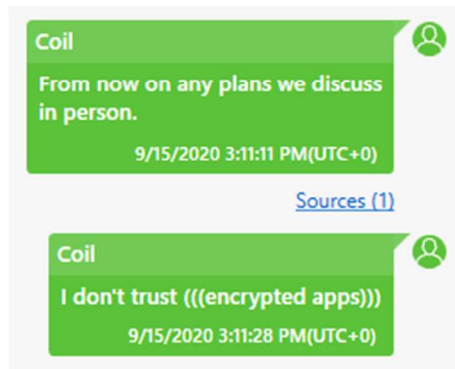 Coil
From now on any plans we discuss
in person.
9/15/2020 3:11:11 PM(UTC+0)
Sources (1)
Coil
I don't trust (((encrypted apps)))
9/15/2020 3:11:28 PM(UTC+0)